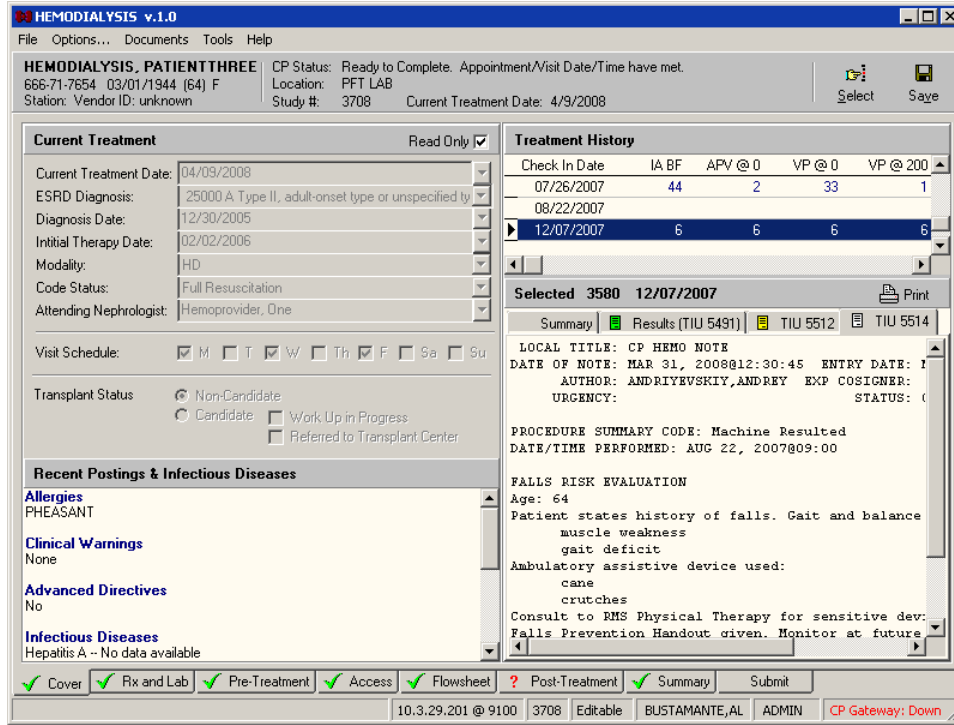 HEMODIALYSIS v.1.0
File Options... Documents Tools Help
HEMODIALYSIS, PATIENTTHREE
666-71-7654 03/01/1944 (64) F
Station: Vendor ID: unknown
CP Status: Ready to Complete. Appointment/Visit Date/Time have met.
Location: PFT LAB
Study #: 3708 Current Treatment Date: 4/9/2008
Select Save
Current Treatment Read Only
Current Treatment Date: 04/09/2008
ESRD Diagnosis: 25000 A Type II, adult-onset type or unspecified ty
Diagnosis Date: 12/30/2005
Intitial Therapy Date: 02/02/2006
Modality: HD
Code Status: Full Resuscitation
Attending Nephrologist: Hemoprovider, One
Visit Schedule: M T W Th F Sa Su
Transplant Status Non-Candidate
Candidate Work Up in Progress
Referred to Transplant Center
Recent Postings & Infectious Diseases
Allergies
PHEASANT
Clinical Warnings
None
Advanced Directives
No
Infectious Diseases
Hepatitis A -- No data available
Treatment History
Check In Date IA BF APV @ 0 VP @ 0 VP @ 200
07/26/2007 44 2 33 1
08/22/2007
12/07/2007 6 6 6 6
Selected 3580 12/07/2007 Print
Summary Results (TIU 5491) TIU 5512 TIU 5514
LOCAL TITLE: CP HEMO NOTE
DATE OF NOTE: MAR 31, 2008@12:30:45 ENTRY DATE:
AUTHOR: ANDRIYEVSKIY,ANDREY EXP COSIGNER:
URGENCY: STATUS:
PROCEDURE SUMMARY CODE: Machine Resulted
DATE/TIME PERFORMED: AUG 22, 2007@09:00
FALLS RISK EVALUATION
Age: 64
Patient states history of falls. Gait and balance
muscle weakness
gait deficit
Ambulatory assistive device used:
cane
crutches
Consult to RMS Physical Therapy for sensitive dev
Falls Prevention Handout given. Monitor at future
Cover Rx and Lab Pre-Treatment Access Flowsheet ? Post-Treatment Summary Submit
10.3.29.201 @ 9100 3708 Editable BUSTAMANTE,AL ADMIN CP Gateway: Down